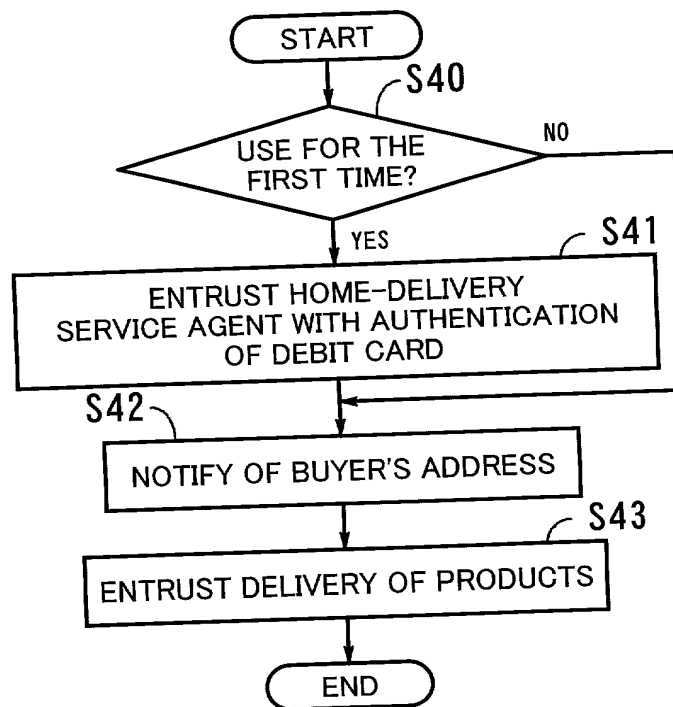 START
S40
USE FOR THE
FIRST TIME?
NO
YES
S41
ENTRUST HOME-DELIVERY
SERVICE AGENT WITH AUTHENTICATION
OF DEBIT CARD
S42
NOTIFY OF BUYER'S ADDRESS
S43
ENTRUST DELIVERY OF PRODUCTS
END